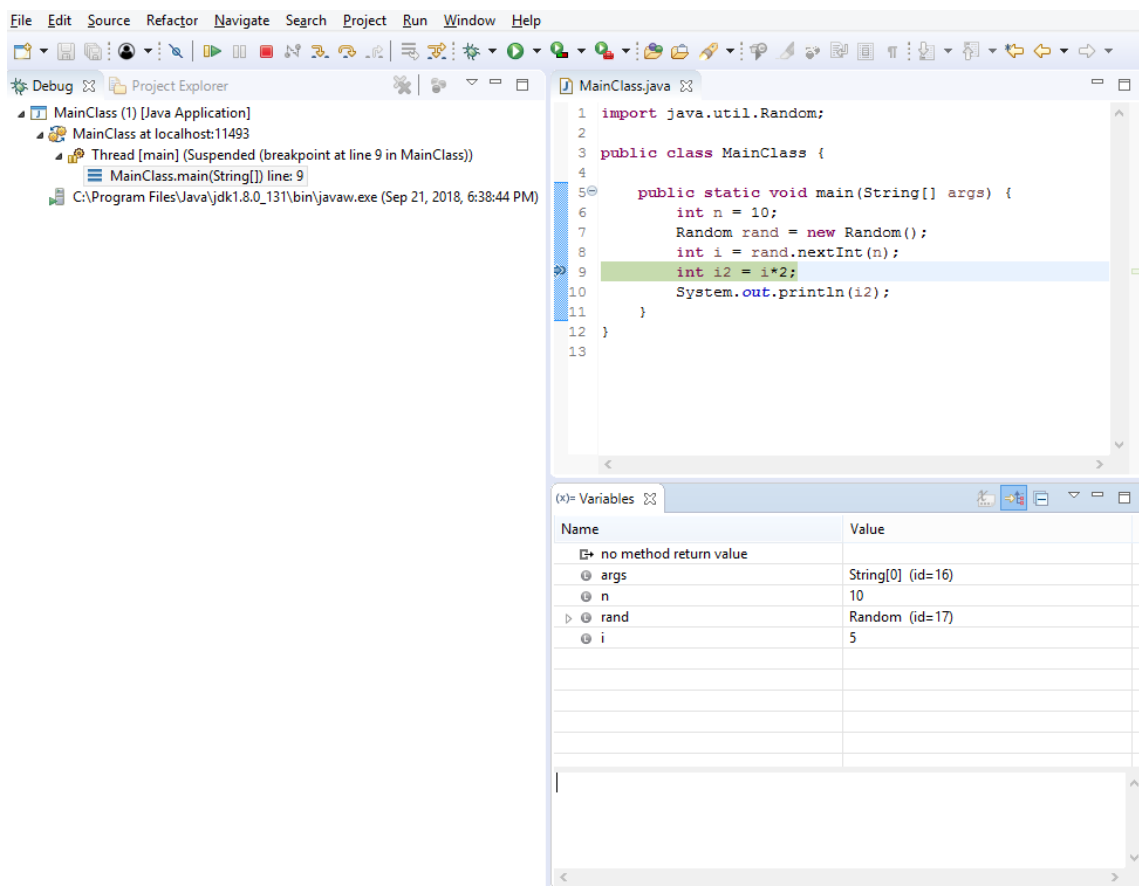 File Edit Source Refactor Navigate Search Project Run Window Help
Debug Project Explorer
MainClass (1) [Java Application]
MainClass at localhost:11493
Thread [main] (Suspended (breakpoint at line 9 in MainClass))
MainClass.main(String[]) line: 9
C:\Program Files\Java\jdk1.8.0_131\bin\javaw.exe (Sep 21, 2018, 6:38:44 PM)
MainClass.java
1 import java.util.Random;
2
3 public class MainClass {
4
5     public static void main(String[] args) {
6         int n = 10;
7         Random rand = new Random();
8         int i = rand.nextInt(n);
9         int i2 = i*2;
10         System.out.println(i2);
11     }
12 }
13
(x)= Variables
Name Value
no method return value
args String[0] (id=16)
n 10
rand Random (id=17)
i 5